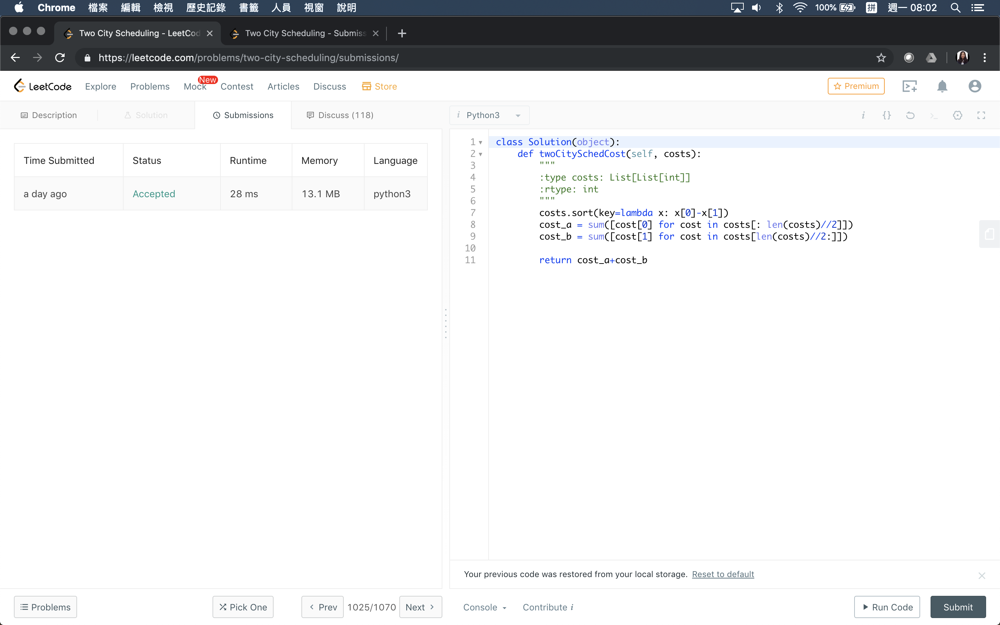 Chrome 檔案 編輯 檢視 歷史記錄 書籤 人員 視窗 說明 100% 拼 週一 08:02
Two City Scheduling - LeetCod Two City Scheduling - Submiss
https://leetcode.com/problems/two-city-scheduling/submissions/
LeetCode Explore Problems Mock New Contest Articles Discuss Store Premium
Description Solution Submissions Discuss (118) i Python3 i {}
Time Submitted Status Runtime Memory Language
a day ago Accepted 28 ms 13.1 MB python3
1 class Solution(object):
2 def twoCitySchedCost(self, costs):
3 """
4 :type costs: List[List[int]]
5 :rtype: int
6 """
7 costs.sort(key=lambda x: x[0]-x[1])
8 cost_a = sum([cost[0] for cost in costs[: len(costs)//2]])
9 cost_b = sum([cost[1] for cost in costs[len(costs)//2:]])
10
11 return cost_a+cost_b
Your previous code was restored from your local storage. Reset to default
Problems Pick One Prev 1025/1070 Next Console Contribute i Run Code Submit